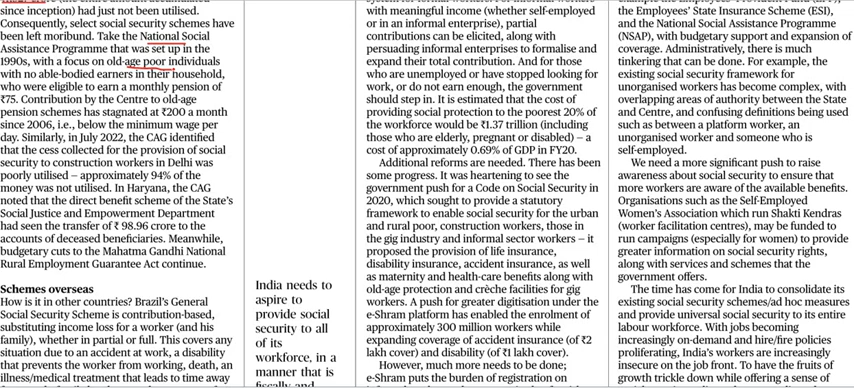 since inception) had just not been utilised.
Consequently, select social security schemes have
been left moribund. Take the National Social
Assistance Programme that was set up in the
1990s, with a focus on old-age poor individuals
with no able-bodied earners in their household,
who were eligible to earn a monthly pension of
₹75. Contribution by the Centre to old-age
pension schemes has stagnated at ₹200 a month
since 2006, i.e., below the minimum wage per
day. Similarly, in July 2022, the CAG identified
that the cess collected for the provision of social
security to construction workers in Delhi was
poorly utilised – approximately 94% of the
money was not utilised. In Haryana, the CAG
noted that the direct benefit scheme of the State's
Social Justice and Empowerment Department
had seen the transfer of ₹ 98.96 crore to the
accounts of deceased beneficiaries. Meanwhile,
budgetary cuts to the Mahatma Gandhi National
Rural Employment Guarantee Act continue.
Schemes overseas
How is it in other countries? Brazil's General
Social Security Scheme is contribution-based,
substituting income loss for a worker (and his
family), whether in partial or full. This covers any
situation due to an accident at work, a disability
that prevents the worker from working, death, an
illness/medical treatment that leads to time away
India needs to
aspire to
provide social
security to all
of its
workforce, in a
manner that is
fiscally and
with meaningful income (whether self-employed
or in an informal enterprise), partial
contributions can be elicited, along with
persuading informal enterprises to formalise and
expand their total contribution. And for those
who are unemployed or have stopped looking for
work, or do not earn enough, the government
should step in. It is estimated that the cost of
providing social protection to the poorest 20% of
the workforce would be ₹1.37 trillion (including
those who are elderly, pregnant or disabled) – a
cost of approximately 0.69% of GDP in FY20.
Additional reforms are needed. There has been
some progress. It was heartening to see the
government push for a Code on Social Security in
2020, which sought to provide a statutory
framework to enable social security for the urban
and rural poor, construction workers, those in
the gig industry and informal sector workers – it
proposed the provision of life insurance,
disability insurance, accident insurance, as well
as maternity and health-care benefits along with
old-age protection and crèche facilities for gig
workers. A push for greater digitisation under the
e-Shram platform has enabled the enrolment of
approximately 300 million workers while
expanding coverage of accident insurance (of ₹2
lakh cover) and disability (of ₹1 lakh cover).
However, much more needs to be done;
e-Shram puts the burden of registration on
the Employees' State Insurance Scheme (ESI),
and the National Social Assistance Programme
(NSAP), with budgetary support and expansion of
coverage. Administratively, there is much
tinkering that can be done. For example, the
existing social security framework for
unorganised workers has become complex, with
overlapping areas of authority between the State
and Centre, and confusing definitions being used
such as between a platform worker, an
unorganised worker and someone who is
self-employed.
We need a more significant push to raise
awareness about social security to ensure that
more workers are aware of the available benefits.
Organisations such as the Self-Employed
Women's Association which run Shakti Kendras
(worker facilitation centres), may be funded to
run campaigns (especially for women) to provide
greater information on social security rights,
along with services and schemes that the
government offers.
The time has come for India to consolidate its
existing social security schemes/ad hoc measures
and provide universal social security to its entire
labour workforce. With jobs becoming
increasingly on-demand and hire/fire policies
proliferating, India's workers are increasingly
insecure on the job front. To have the fruits of
growth trickle down while offering a sense of